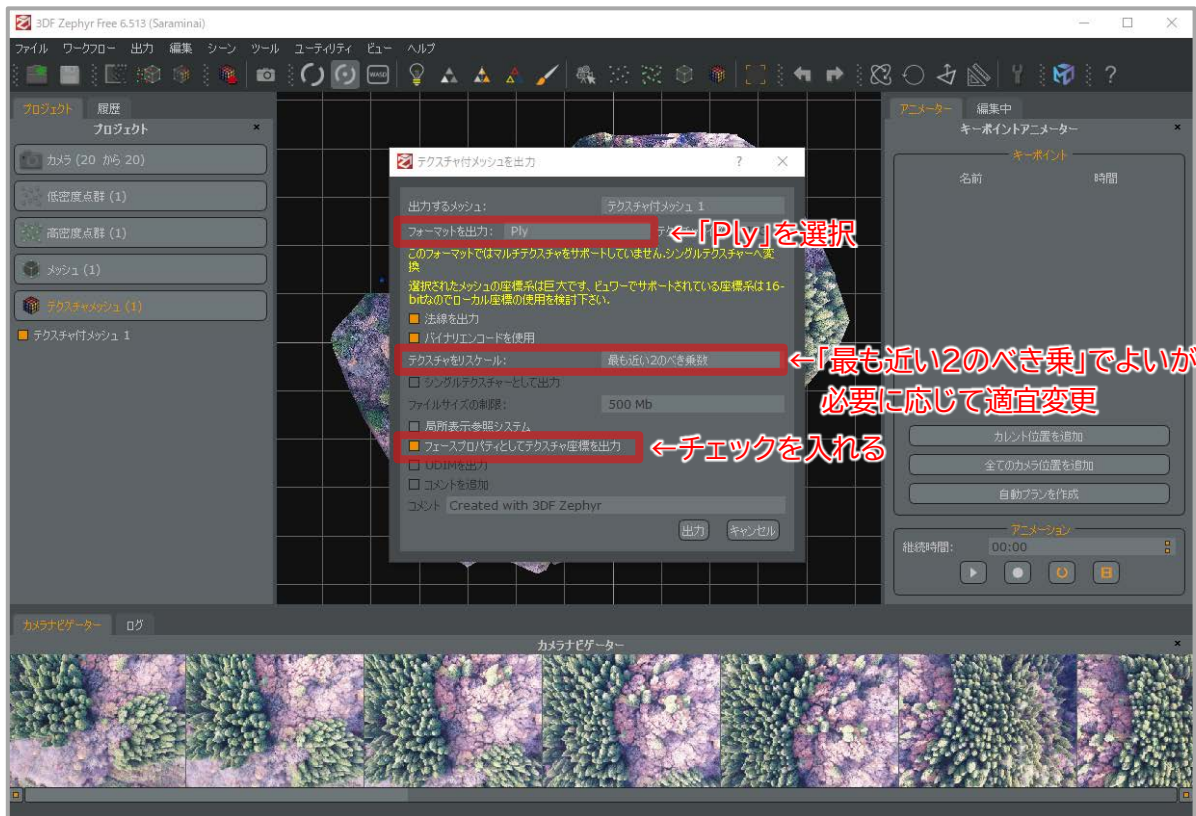 3DF Zephyr Free 6.513 (Saraminai)
ファイル ワークフロー 出力 編集 シーン ツール ユーティリティ ビュー ヘルプ
WASD
?
プロジェクト 履歴
プロジェクト
カメラ (20 から 20)
低密度点群 (1)
高密度点群 (1)
メッシュ (1)
テクスチャメッシュ (1)
テクスチャ付メッシュ 1
テクスチャ付メッシュを出力 ?
出力するメッシュ: テクスチャ付メッシュ 1
フォーマットを出力: Ply
←「Ply」を選択
このフォーマットではマルチテクスチャをサポートしていません.シングルテクスチャーへ変
換
選択されたメッシュの座標系は巨大です、ビュワーでサポートされている座標系は16-
bitなのでローカル座標の使用を検討下さい.
法線を出力
バイナリエンコードを使用
テクスチャをリスケール: 最も近い2のべき乗数
←「最も近い2のべき乗」でよいが
必要に応じて適宜変更
シングルテクスチャーとして出力
ファイルサイズの制限: 500 Mb
局所表示参照システム
フェースプロパティとしてテクスチャ座標を出力
←チェックを入れる
UDIMを出力
コメントを追加
コメント Created with 3DF Zephyr
出力 キャンセル
アニメーター 編集中
キーポイントアニメーター
キーポイント
名前 時間
カレント位置を追加
全てのカメラ位置を追加
自動プランを作成
アニメーション
継続時間: 00:00
カメラナビゲーター ログ
カメラナビゲーター